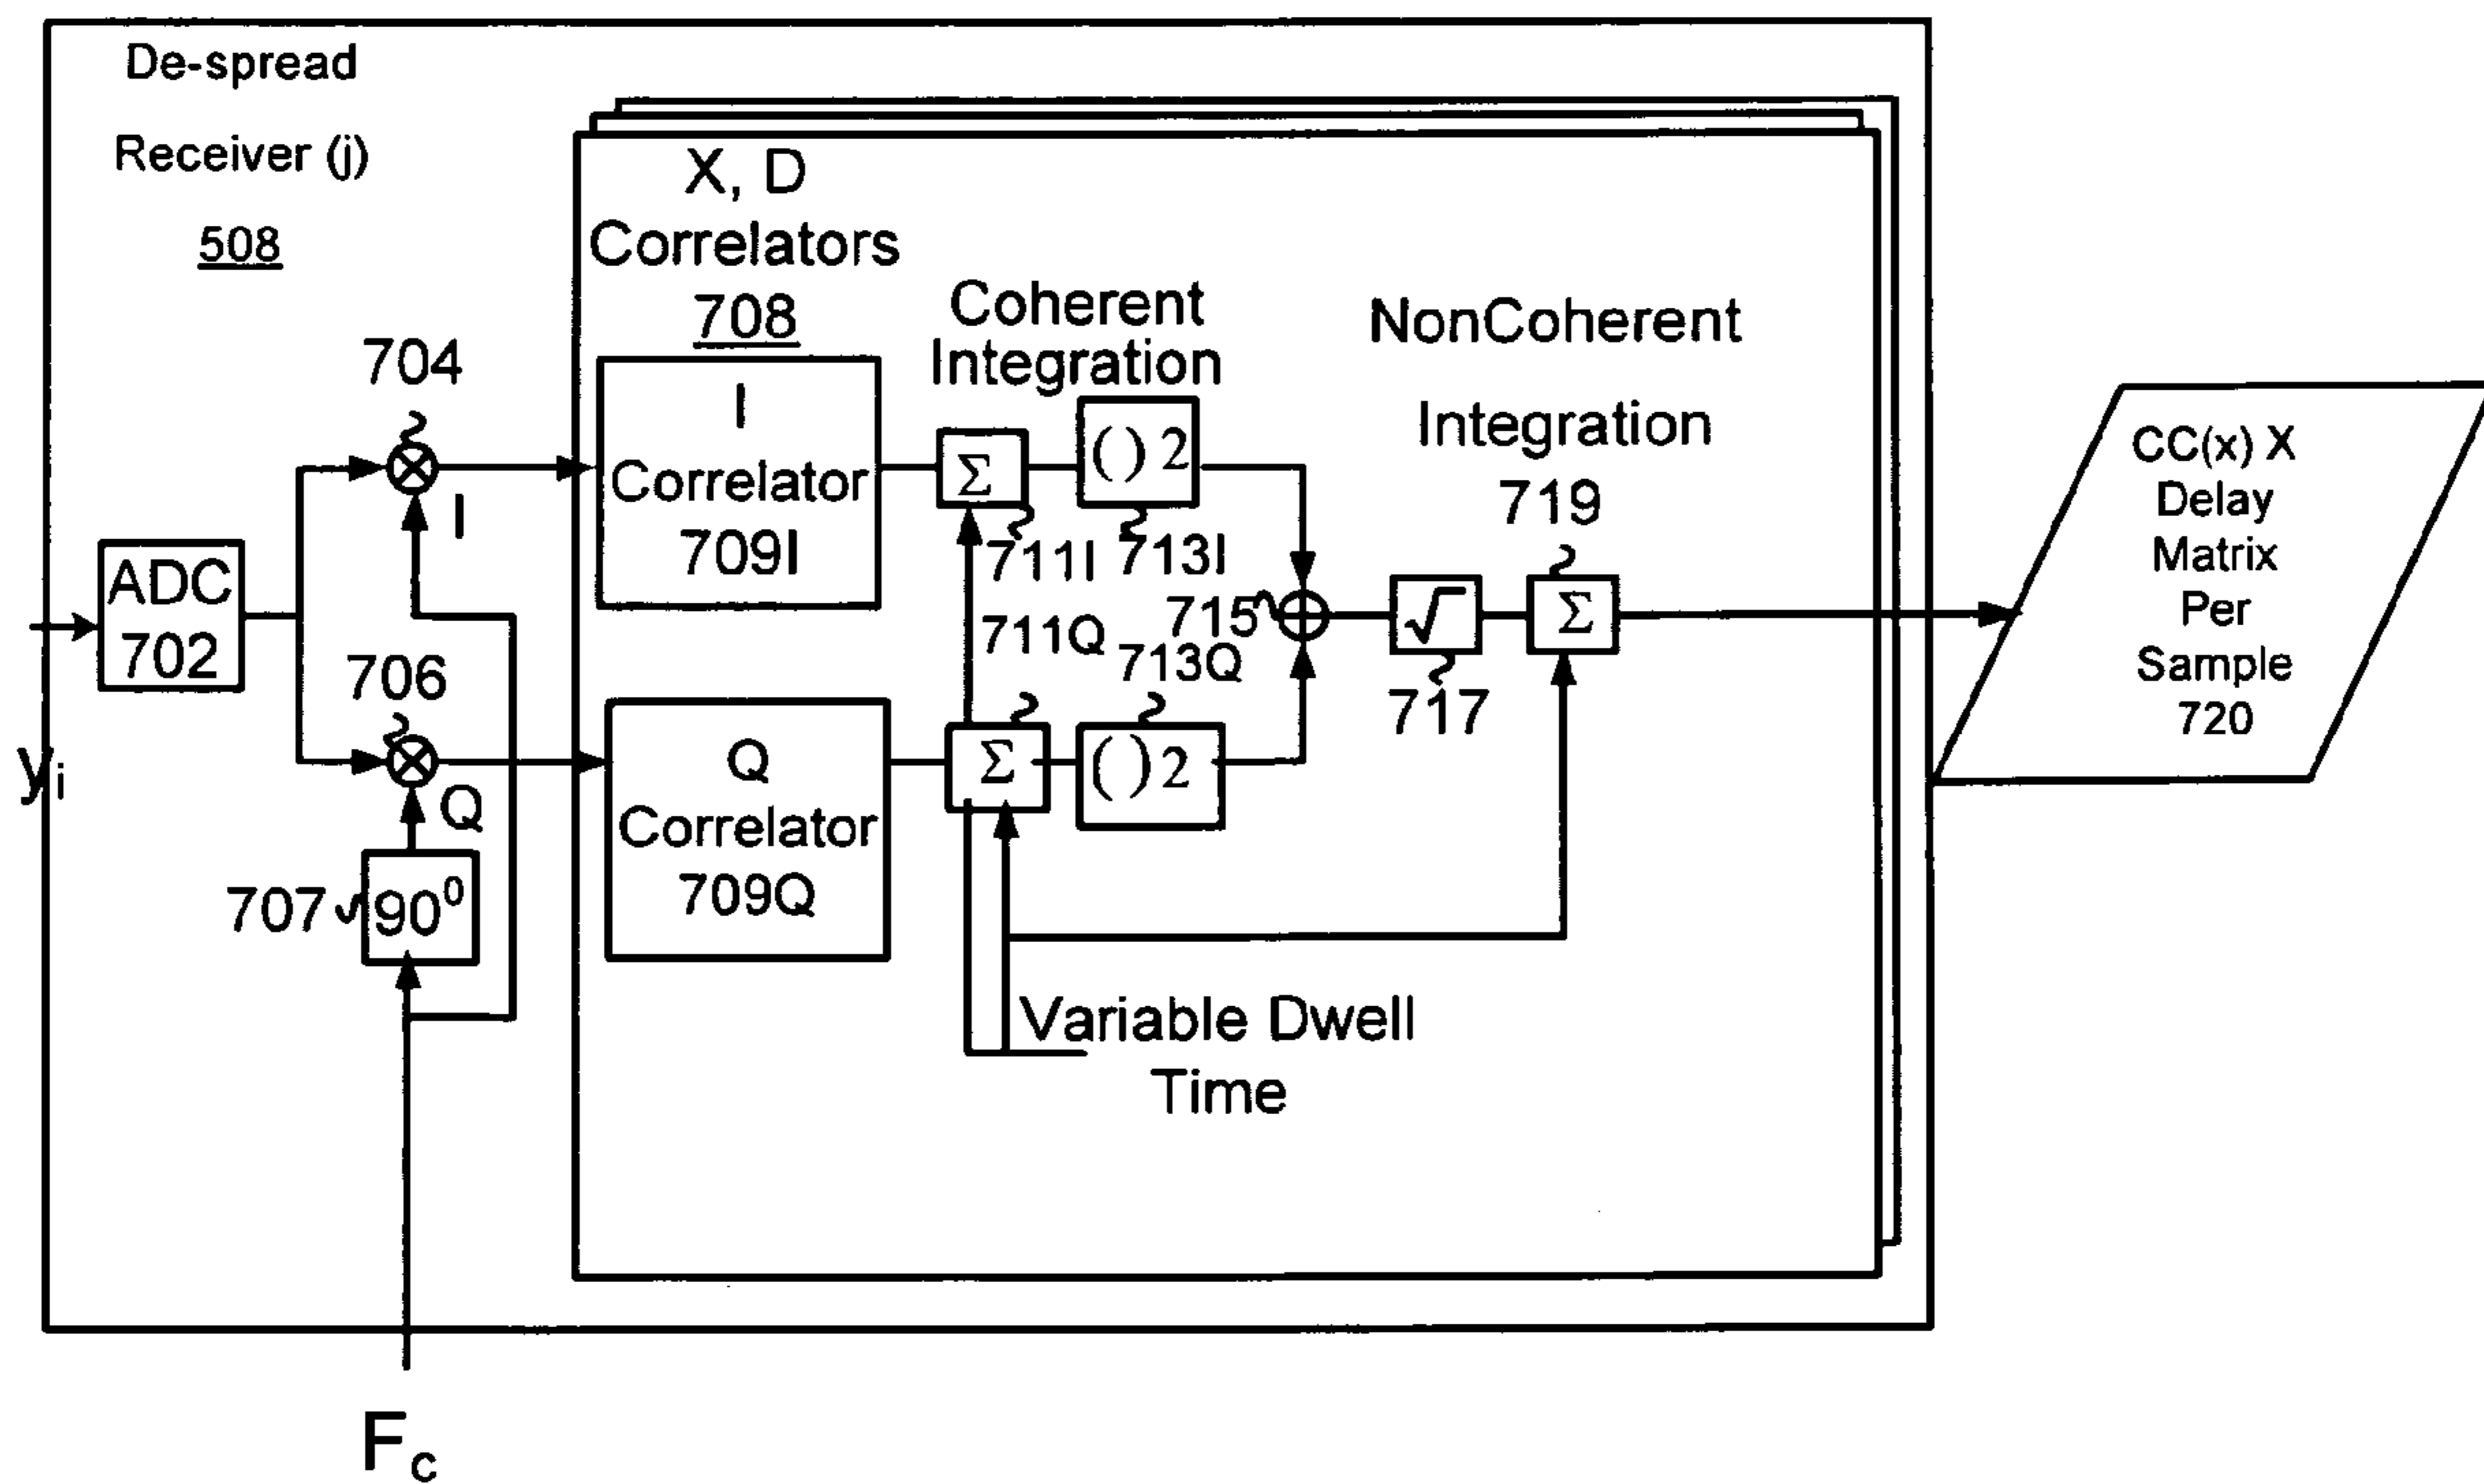 De-spread
Receiver (j)
508
X, D
Correlators
708
Coherent
Integration
NonCoherent
Integration
719
704
I
I
Correlator
709I
Σ
( ) 2
711I
713I
ADC
702
706
yi
Q
707
90⁰
Q
Correlator
709Q
711Q
713Q
Σ
( ) 2
715
√
717
Σ
Variable Dwell
Time
CC(x) X
Delay
Matrix
Per
Sample
720
Fc